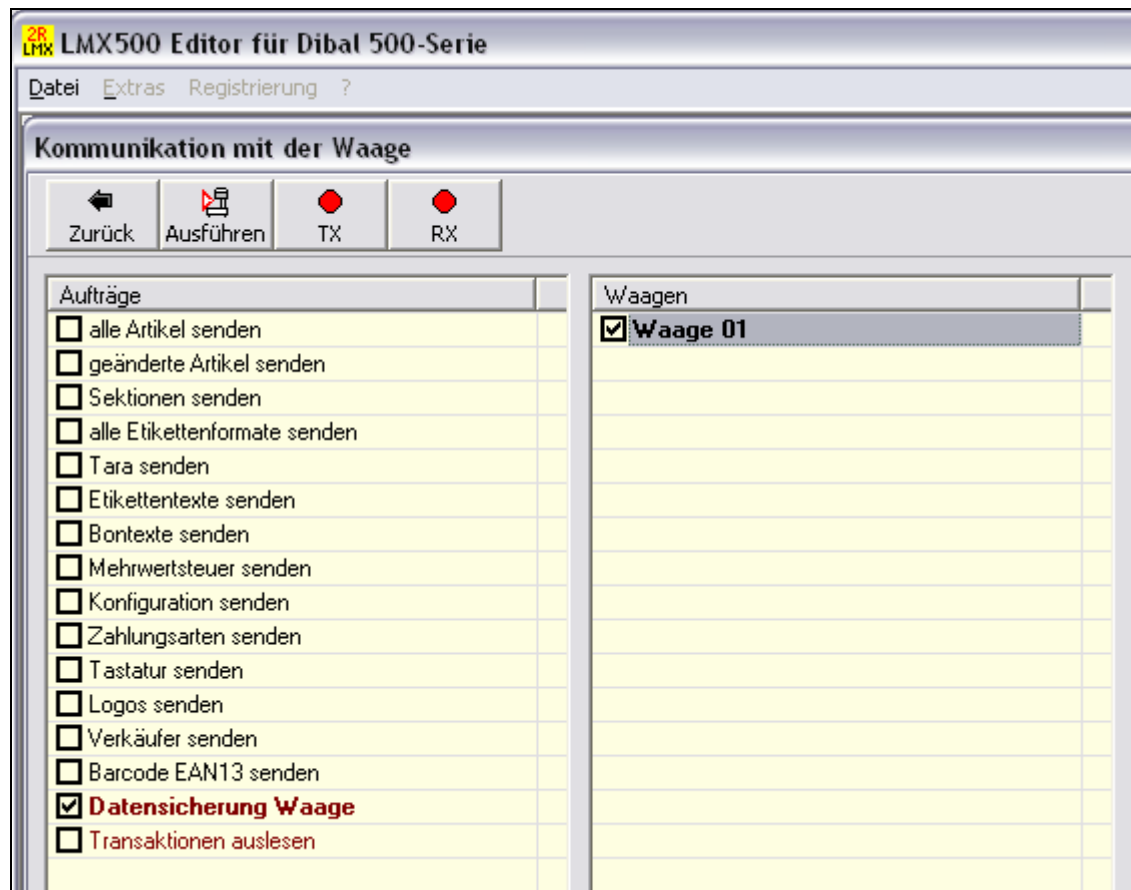 2R
LMX LMX500 Editor für Dibal 500-Serie
Datei Extras Registrierung ?
Kommunikation mit der Waage
Zurück Ausführen TX RX
Aufträge
alle Artikel senden
geänderte Artikel senden
Sektionen senden
alle Etikettenformate senden
Tara senden
Etikettentexte senden
Bontexte senden
Mehrwertsteuer senden
Konfiguration senden
Zahlungsarten senden
Tastatur senden
Logos senden
Verkäufer senden
Barcode EAN13 senden
Datensicherung Waage
Transaktionen auslesen
Waagen
Waage 01